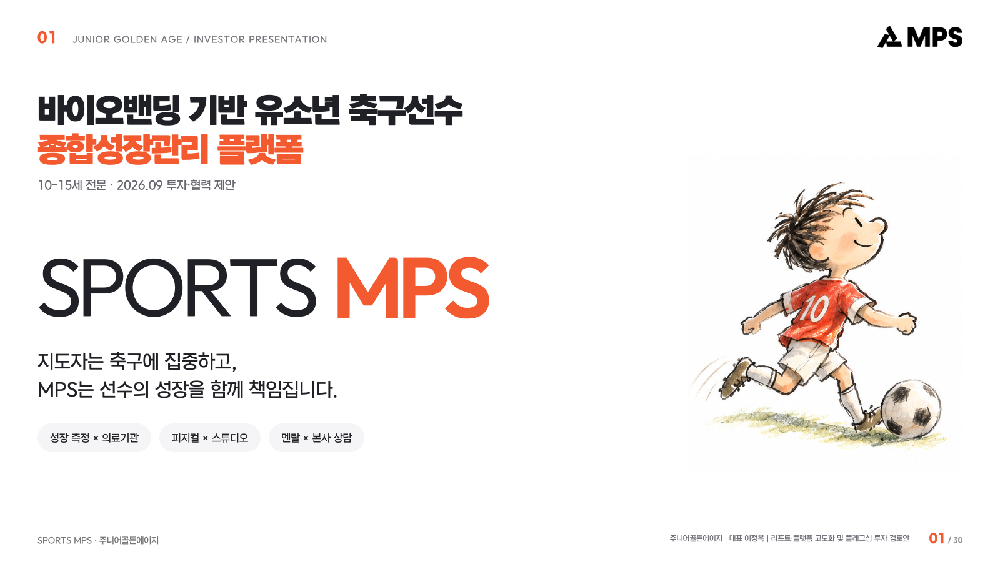 01 JUNIOR GOLDEN AGE / INVESTOR PRESENTATION
MPS
바이오밴딩 기반 유소년 축구선수
종합성장관리 플랫폼
10–15세 전문 · 2026.09 투자·협력 제안
SPORTS MPS
10
지도자는 축구에 집중하고,
MPS는 선수의 성장을 함께 책임집니다.
성장 측정 × 의료기관
피지컬 × 스튜디오
멘탈 × 본사 상담
SPORTS MPS · 주니어골든에이지
주니어골든에이지 · 대표 이정욱 | 리포트·플랫폼 고도화 및 플래그십 투자 검토안
01 / 30